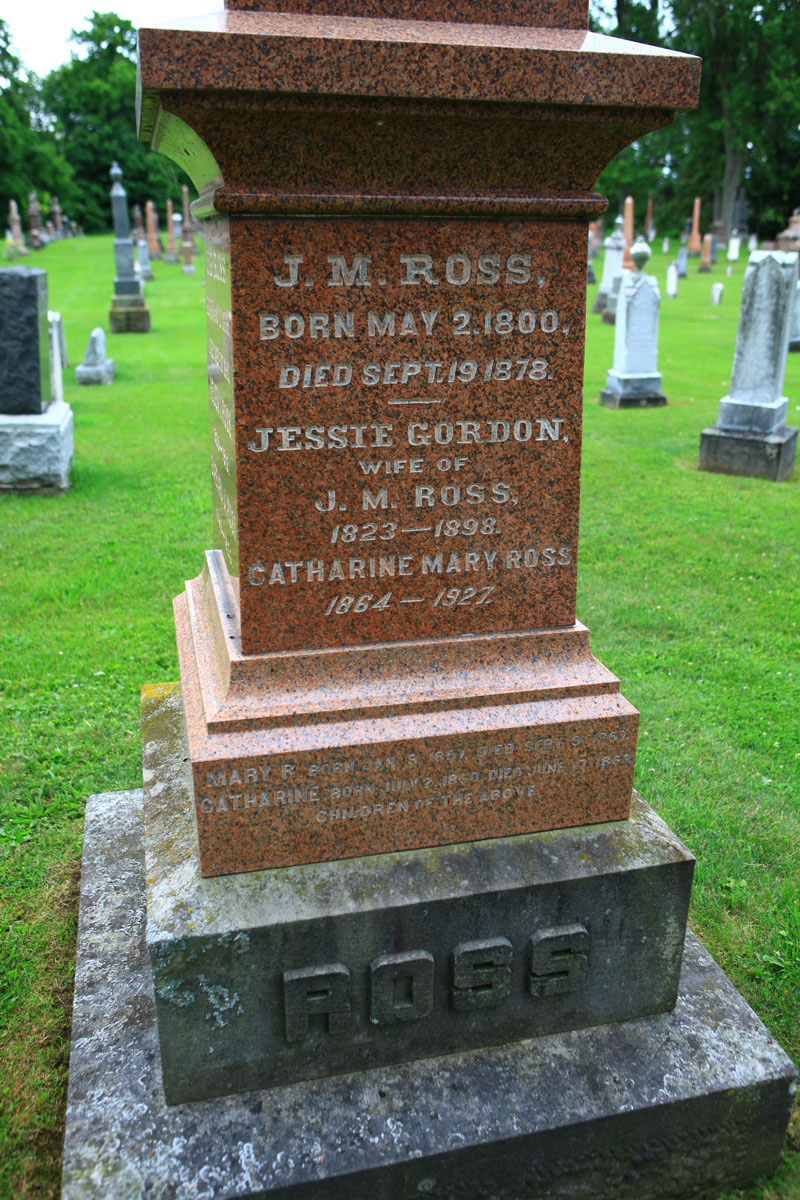 J. M. ROSS,
BORN MAY 2. 1800.
DIED SEPT. 19 1878.
JESSIE GORDON,
WIFE OF
J. M. ROSS,
1823—1898.
CATHARINE MARY ROSS
1864—1927.
MARY R. BORN JAN. 8, 1857, DIED SEPT. 3, 1857.
CATHARINE, BORN JULY 2, 1860, DIED JUNE 17, 1863.
CHILDREN OF THE ABOVE
ROSS